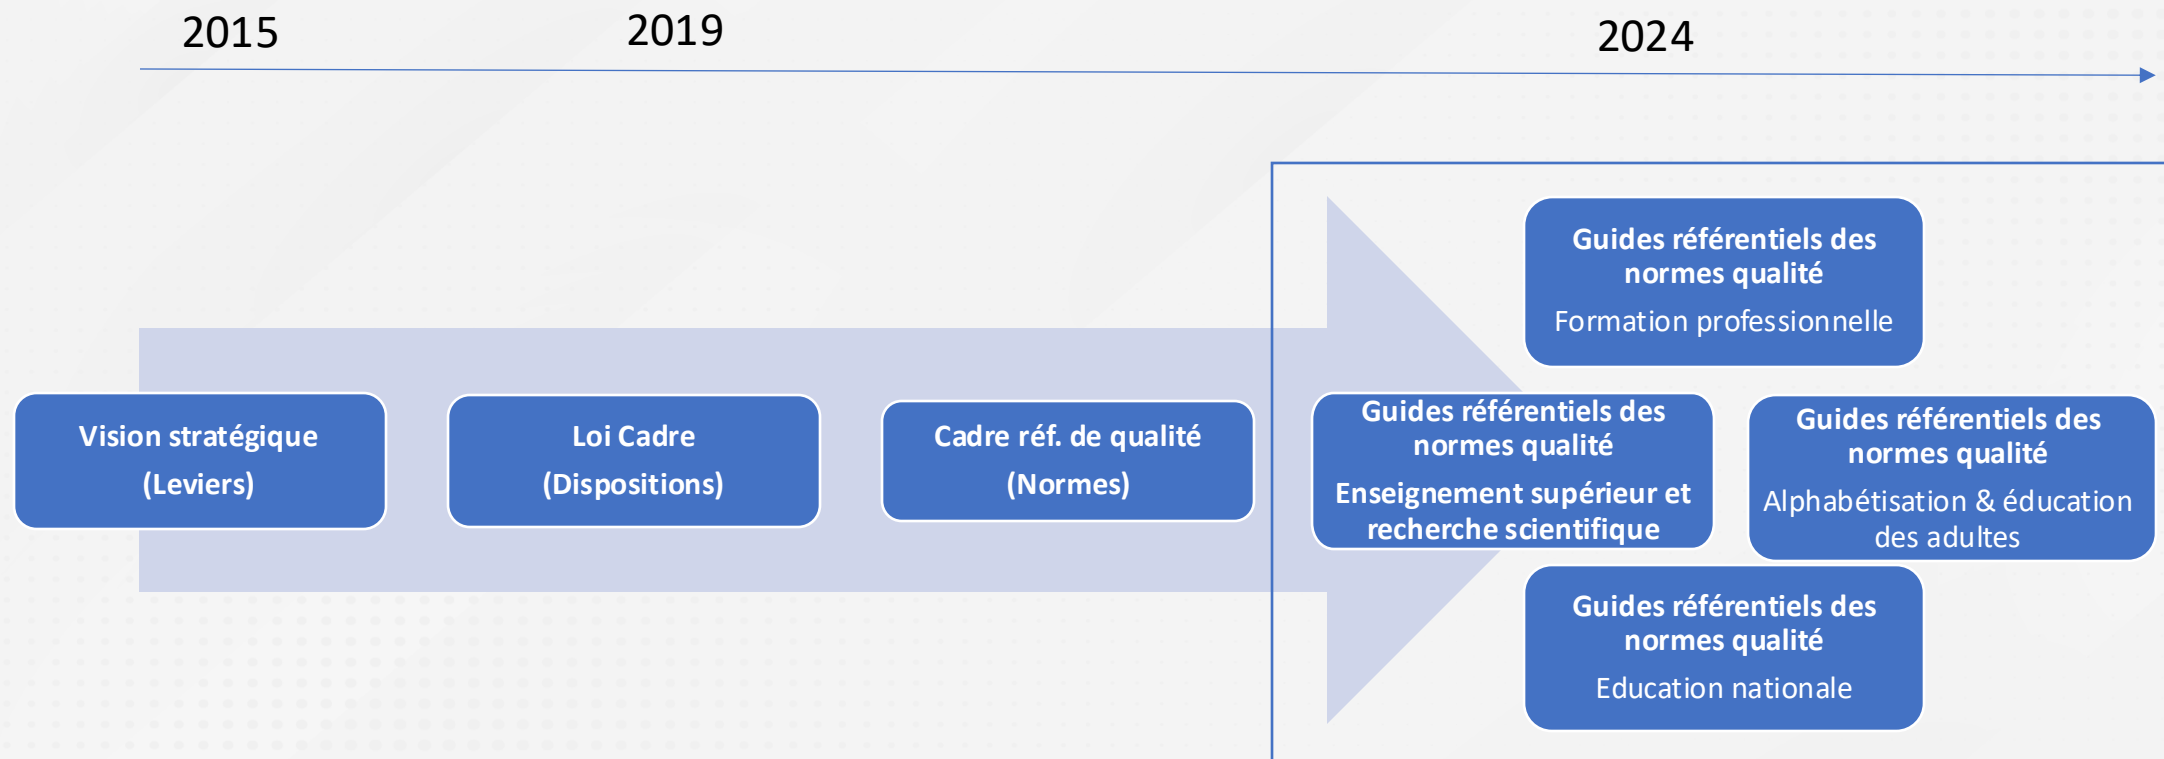 2015
2019
2024
Vision stratégique
(Leviers)
Loi Cadre
(Dispositions)
Cadre réf. de qualité
(Normes)
Guides référentiels des
normes qualité
Formation professionnelle
Guides référentiels des
normes qualité
Enseignement supérieur et
recherche scientifique
Guides référentiels des
normes qualité
Alphabétisation & éducation
des adultes
Guides référentiels des
normes qualité
Education nationale